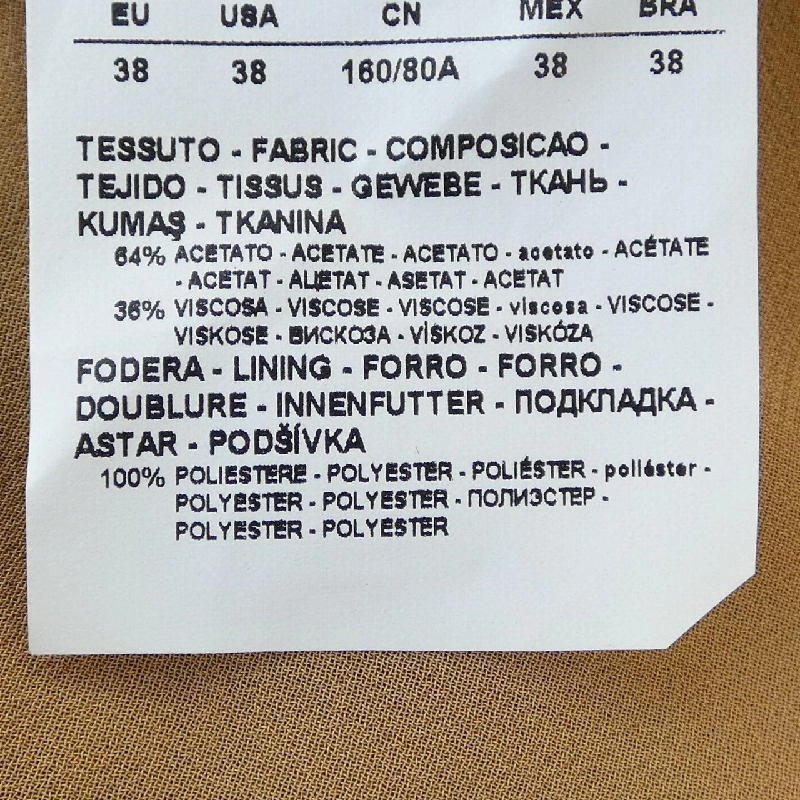 EU USA CN MEX BRA
38 38 160/80A 38 38
TESSUTO - FABRIC - COMPOSICAO -
TEJIDO - TISSUS - GEWEBE - ТКАНЬ -
KUMAŞ - TKANINA
64% ACETATO - ACETATE - ACETATO - acetato - ACÉTATE
- ACETAT - АЦЕТАТ - ASETAT - ACETAT
36% VISCOSA - VISCOSE - VISCOSE - viscosa - VISCOSE -
VISKOSE - ВИСКОЗА - VİSKOZ - VISKÓZA
FODERA - LINING - FORRO - FORRO -
DOUBLURE - INNENFUTTER - ПОДКЛАДКА -
ASTAR - PODŠÍVKA
100% POLIESTERE - POLYESTER - POLIÉSTER - poliéster -
POLYESTER - POLYESTER - ПОЛИЭСТЕР -
POLYESTER - POLYESTER